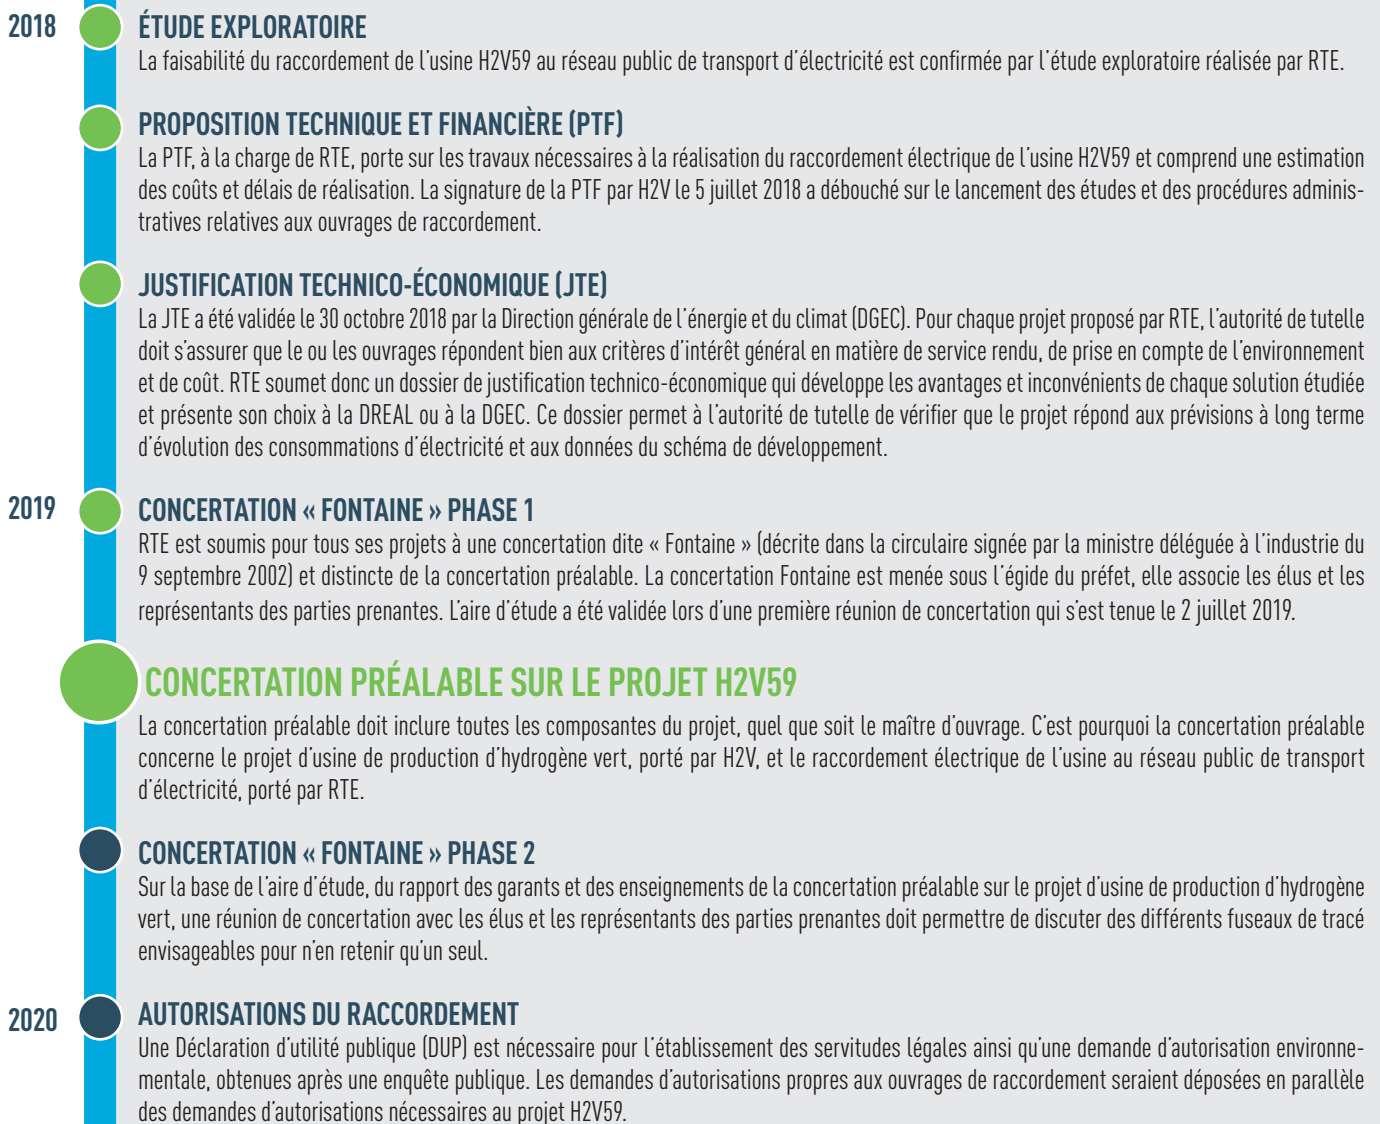 2018
ÉTUDE EXPLORATOIRE
La faisabilité du raccordement de l'usine H2V59 au réseau public de transport d'électricité est confirmée par l'étude exploratoire réalisée par RTE.
PROPOSITION TECHNIQUE ET FINANCIÈRE (PTF)
La PTF, à la charge de RTE, porte sur les travaux nécessaires à la réalisation du raccordement électrique de l'usine H2V59 et comprend une estimation
des coûts et délais de réalisation. La signature de la PTF par H2V le 5 juillet 2018 a débouché sur le lancement des études et des procédures adminis-
tratives relatives aux ouvrages de raccordement.
JUSTIFICATION TECHNICO-ÉCONOMIQUE (JTE)
La JTE a été validée le 30 octobre 2018 par la Direction générale de l'énergie et du climat (DGEC). Pour chaque projet proposé par RTE, l'autorité de tutelle
doit s'assurer que le ou les ouvrages répondent bien aux critères d'intérêt général en matière de service rendu, de prise en compte de l'environnement
et de coût. RTE soumet donc un dossier de justification technico-économique qui développe les avantages et inconvénients de chaque solution étudiée
et présente son choix à la DREAL ou à la DGEC. Ce dossier permet à l'autorité de tutelle de vérifier que le projet répond aux prévisions à long terme
d'évolution des consommations d'électricité et aux données du schéma de développement.
2019
CONCERTATION « FONTAINE » PHASE 1
RTE est soumis pour tous ses projets à une concertation dite « Fontaine » (décrite dans la circulaire signée par la ministre déléguée à l'industrie du
9 septembre 2002) et distincte de la concertation préalable. La concertation Fontaine est menée sous l'égide du préfet, elle associe les élus et les
représentants des parties prenantes. L'aire d'étude a été validée lors d'une première réunion de concertation qui s'est tenue le 2 juillet 2019.
CONCERTATION PRÉALABLE SUR LE PROJET H2V59
La concertation préalable doit inclure toutes les composantes du projet, quel que soit le maître d'ouvrage. C'est pourquoi la concertation préalable
concerne le projet d'usine de production d'hydrogène vert, porté par H2V, et le raccordement électrique de l'usine au réseau public de transport
d'électricité, porté par RTE.
CONCERTATION « FONTAINE » PHASE 2
Sur la base de l'aire d'étude, du rapport des garants et des enseignements de la concertation préalable sur le projet d'usine de production d'hydrogène
vert, une réunion de concertation avec les élus et les représentants des parties prenantes doit permettre de discuter des différents fuseaux de tracé
envisageables pour n'en retenir qu'un seul.
2020
AUTORISATIONS DU RACCORDEMENT
Une Déclaration d'utilité publique (DUP) est nécessaire pour l'établissement des servitudes légales ainsi qu'une demande d'autorisation environne-
mentale, obtenues après une enquête publique. Les demandes d'autorisations propres aux ouvrages de raccordement seraient déposées en parallèle
des demandes d'autorisations nécessaires au projet H2V59.